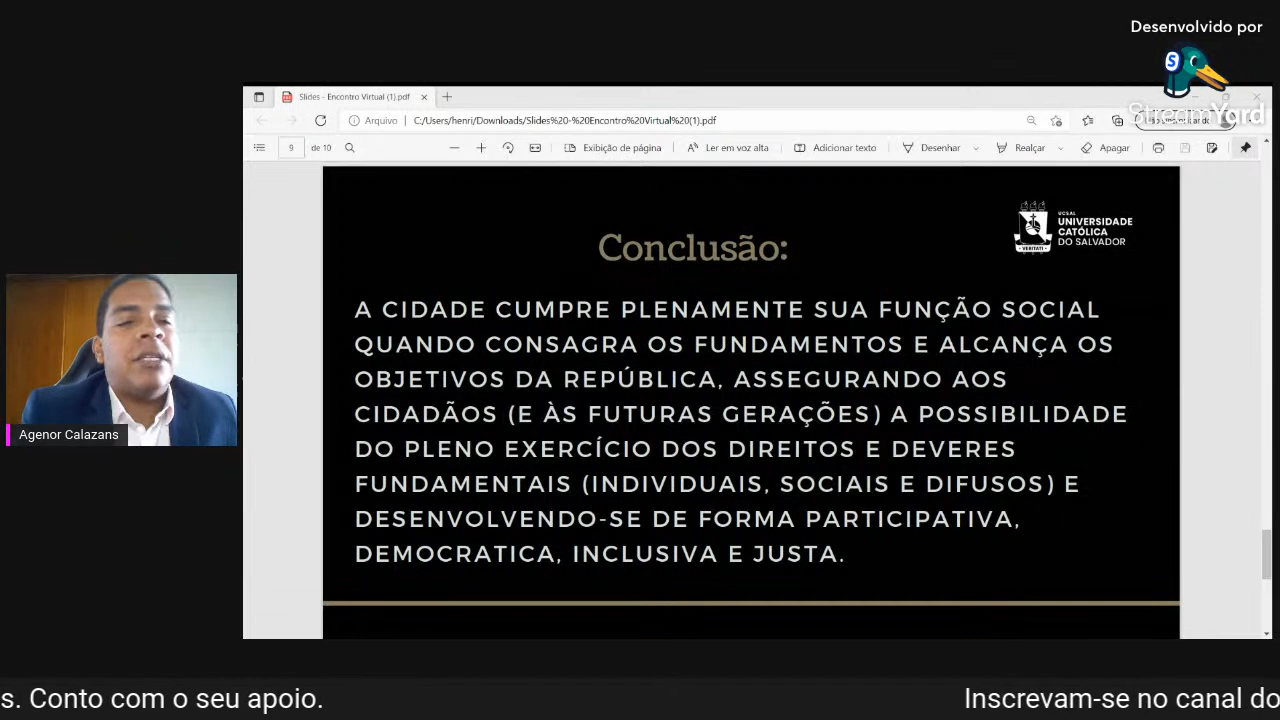 Desenvolvido por
StreamYard
Slides - Encontro Virtual (1).pdf
Arquivo
C:/Users/henri/Downloads/Slides%20-%20Encontro%20Virtual%20(1).pdf
9 de 10
Exibição de página
Ler em voz alta
Adicionar texto
Desenhar
Realçar
Apagar
UCSAL
UNIVERSIDADE
CATÓLICA
DO SALVADOR
VERITATI
Conclusão:
A CIDADE CUMPRE PLENAMENTE SUA FUNÇÃO SOCIAL
QUANDO CONSAGRA OS FUNDAMENTOS E ALCANÇA OS
OBJETIVOS DA REPÚBLICA, ASSEGURANDO AOS
CIDADÃOS (E ÀS FUTURAS GERAÇÕES) A POSSIBILIDADE
DO PLENO EXERCÍCIO DOS DIREITOS E DEVERES
FUNDAMENTAIS (INDIVIDUAIS, SOCIAIS E DIFUSOS) E
DESENVOLVENDO-SE DE FORMA PARTICIPATIVA,
DEMOCRATICA, INCLUSIVA E JUSTA.
Agenor Calazans
s. Conto com o seu apoio.
Inscrevam-se no canal do